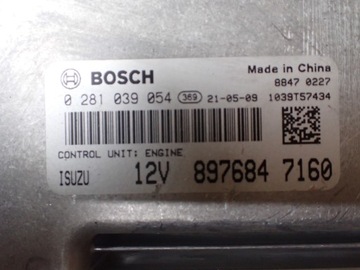 BOSCH
Made in China
8847 0227
0 281 039 054 369 21-05-09 1039T57434
CONTROL UNIT: ENGINE
ISUZU 12V 897684 7160